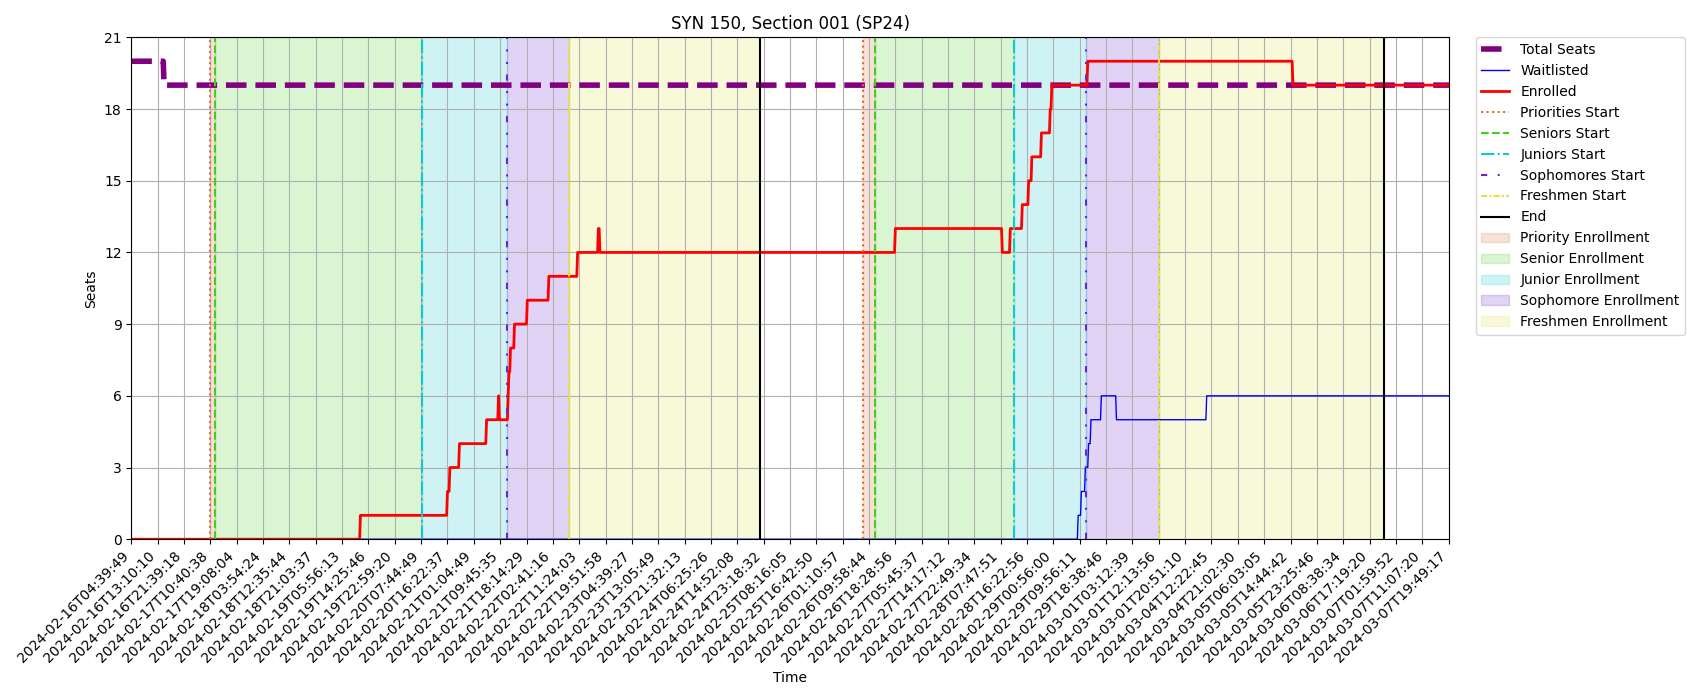 SYN 150, Section 001 (SP24)
21
18
15
12
9
6
3
0
Seats
2024-02-16T04:39:49
2024-02-16T13:10:10
2024-02-16T21:39:18
2024-02-17T10:40:38
2024-02-17T19:08:04
2024-02-18T03:54:24
2024-02-18T12:35:44
2024-02-18T21:03:37
2024-02-19T05:56:13
2024-02-19T14:25:46
2024-02-19T22:59:20
2024-02-20T07:44:49
2024-02-20T16:22:37
2024-02-21T01:04:49
2024-02-21T09:45:35
2024-02-21T18:14:29
2024-02-22T02:41:16
2024-02-22T11:24:03
2024-02-22T19:51:58
2024-02-23T04:39:27
2024-02-23T13:05:49
2024-02-23T21:32:13
2024-02-24T06:25:26
2024-02-24T14:52:08
2024-02-24T23:18:32
2024-02-25T08:16:05
2024-02-25T16:42:50
2024-02-26T01:10:57
2024-02-26T09:58:44
2024-02-26T18:28:56
2024-02-27T05:45:37
2024-02-27T14:17:12
2024-02-27T22:49:34
2024-02-28T07:47:51
2024-02-28T16:22:56
2024-02-29T00:56:00
2024-02-29T09:56:11
2024-02-29T18:38:46
2024-03-01T03:12:39
2024-03-01T12:13:56
2024-03-01T20:51:10
2024-03-04T12:22:45
2024-03-04T21:02:30
2024-03-05T06:03:05
2024-03-05T14:44:42
2024-03-05T23:25:46
2024-03-06T08:38:34
2024-03-06T17:19:20
2024-03-07T01:59:52
2024-03-07T11:07:20
2024-03-07T19:49:17
Time
Total Seats
Waitlisted
Enrolled
Priorities Start
Seniors Start
Juniors Start
Sophomores Start
Freshmen Start
End
Priority Enrollment
Senior Enrollment
Junior Enrollment
Sophomore Enrollment
Freshmen Enrollment